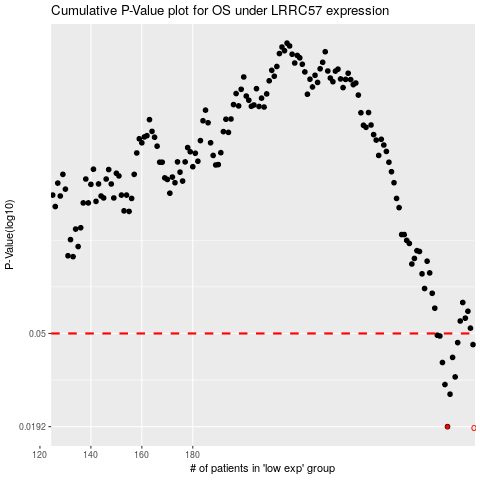 Cumulative P-Value plot for OS under LRRC57 expression
P-Value(log10)
0.05
0.0192
120 140 160 180
# of patients in 'low exp' group